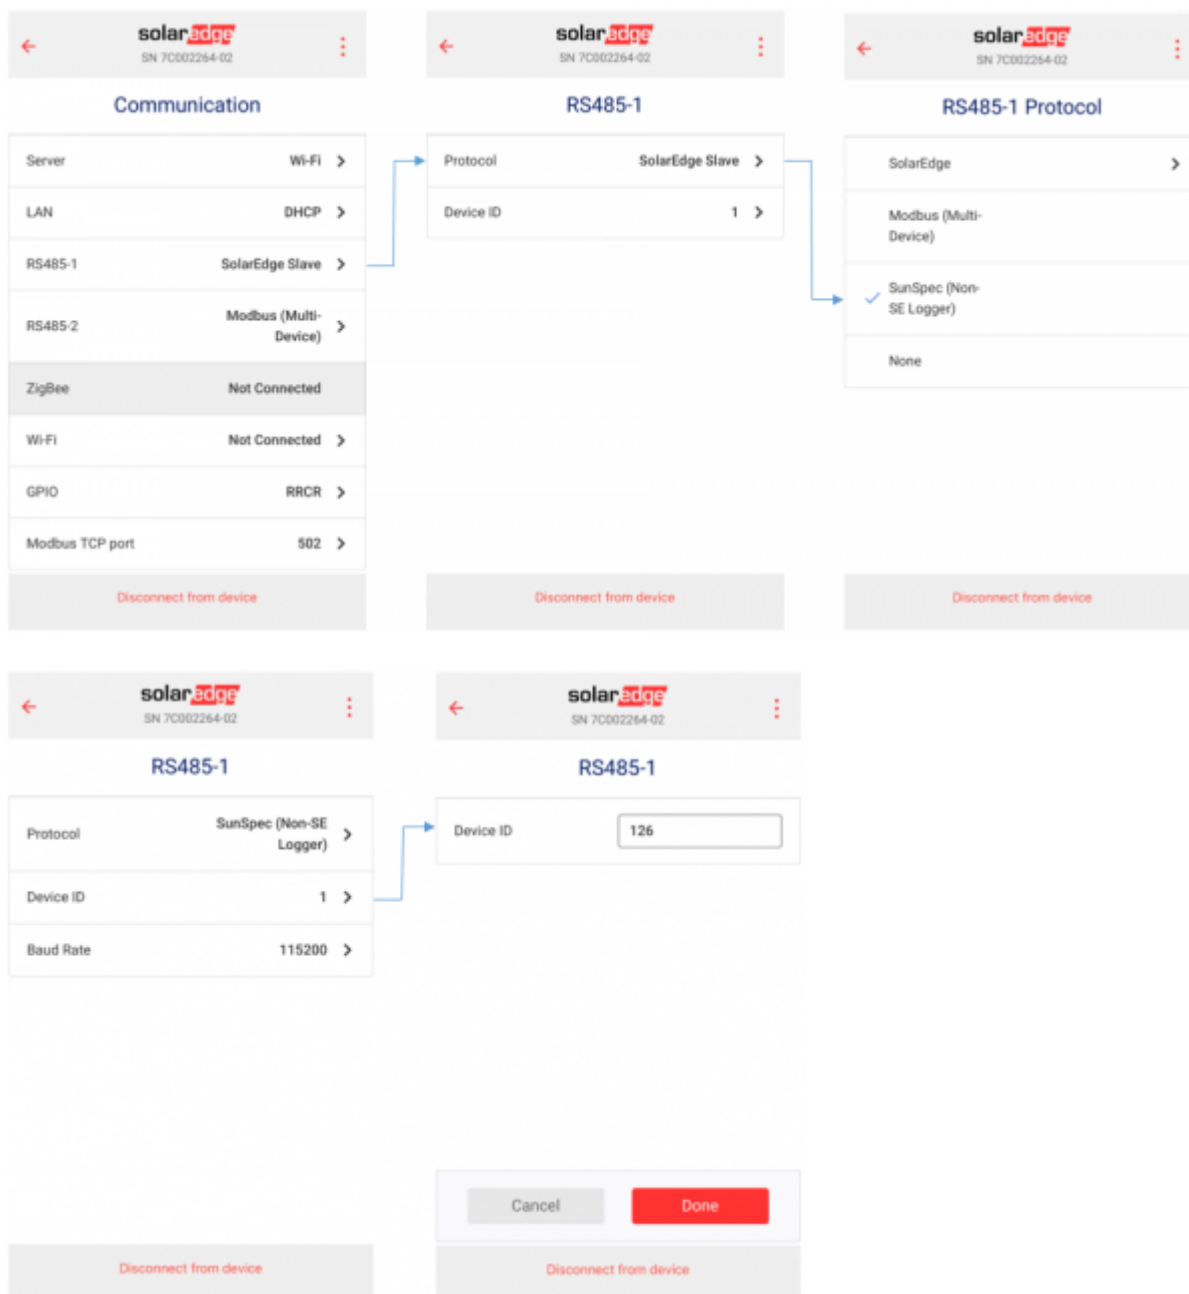 solaredge
SN 7C002264-02
Communication
Server Wi-Fi
LAN DHCP
RS485-1 SolarEdge Slave
RS485-2 Modbus (Multi-
Device)
ZigBee Not Connected
Wi-Fi Not Connected
GPIO RRCR
Modbus TCP port 502
Disconnect from device
solaredge
SN 7C002264-02
RS485-1
Protocol SolarEdge Slave
Device ID 1
Disconnect from device
solaredge
SN 7C002264-02
RS485-1 Protocol
SolarEdge
Modbus (Multi-
Device)
SunSpec (Non-
SE Logger)
None
Disconnect from device
solaredge
SN 7C002264-02
RS485-1
Protocol SunSpec (Non-SE
Logger)
Device ID 1
Baud Rate 115200
Disconnect from device
solaredge
SN 7C002264-02
RS485-1
Device ID 126
Cancel Done
Disconnect from device